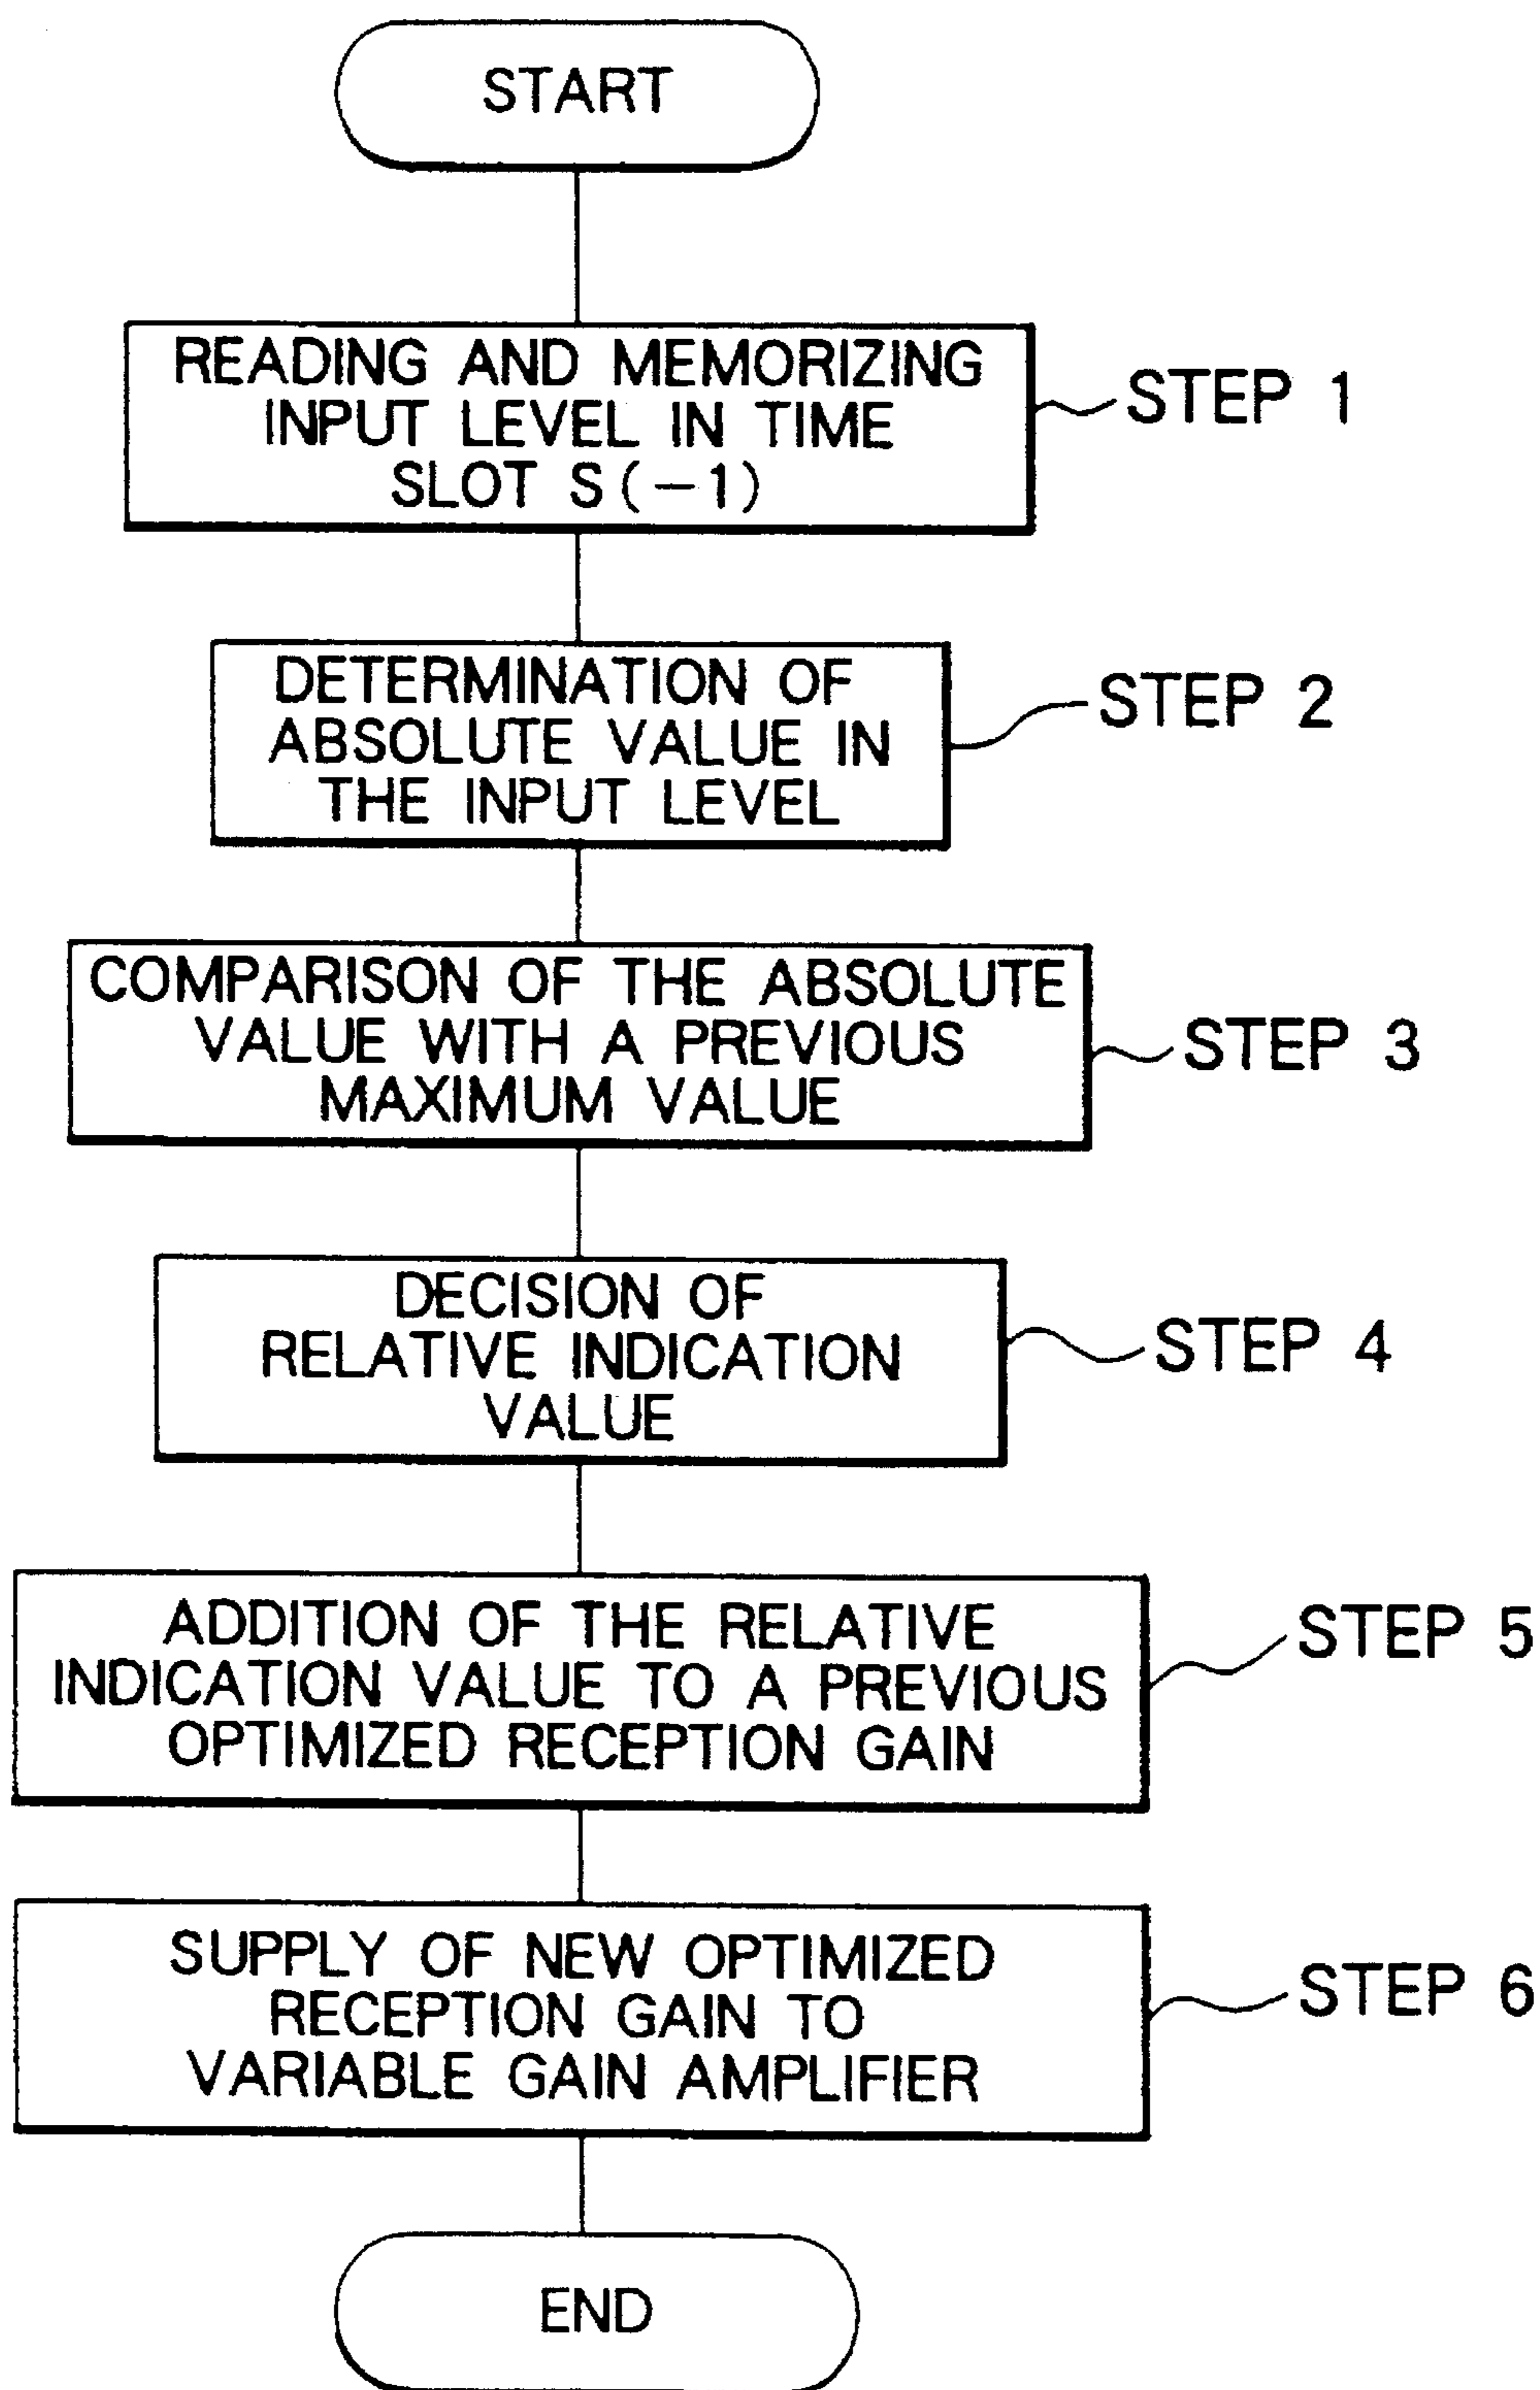 START
READING AND MEMORIZING
INPUT LEVEL IN TIME
SLOT S(−1)
STEP 1
DETERMINATION OF
ABSOLUTE VALUE IN
THE INPUT LEVEL
STEP 2
COMPARISON OF THE ABSOLUTE
VALUE WITH A PREVIOUS
MAXIMUM VALUE
STEP 3
DECISION OF
RELATIVE INDICATION
VALUE
STEP 4
ADDITION OF THE RELATIVE
INDICATION VALUE TO A PREVIOUS
OPTIMIZED RECEPTION GAIN
STEP 5
SUPPLY OF NEW OPTIMIZED
RECEPTION GAIN TO
VARIABLE GAIN AMPLIFIER
STEP 6
END